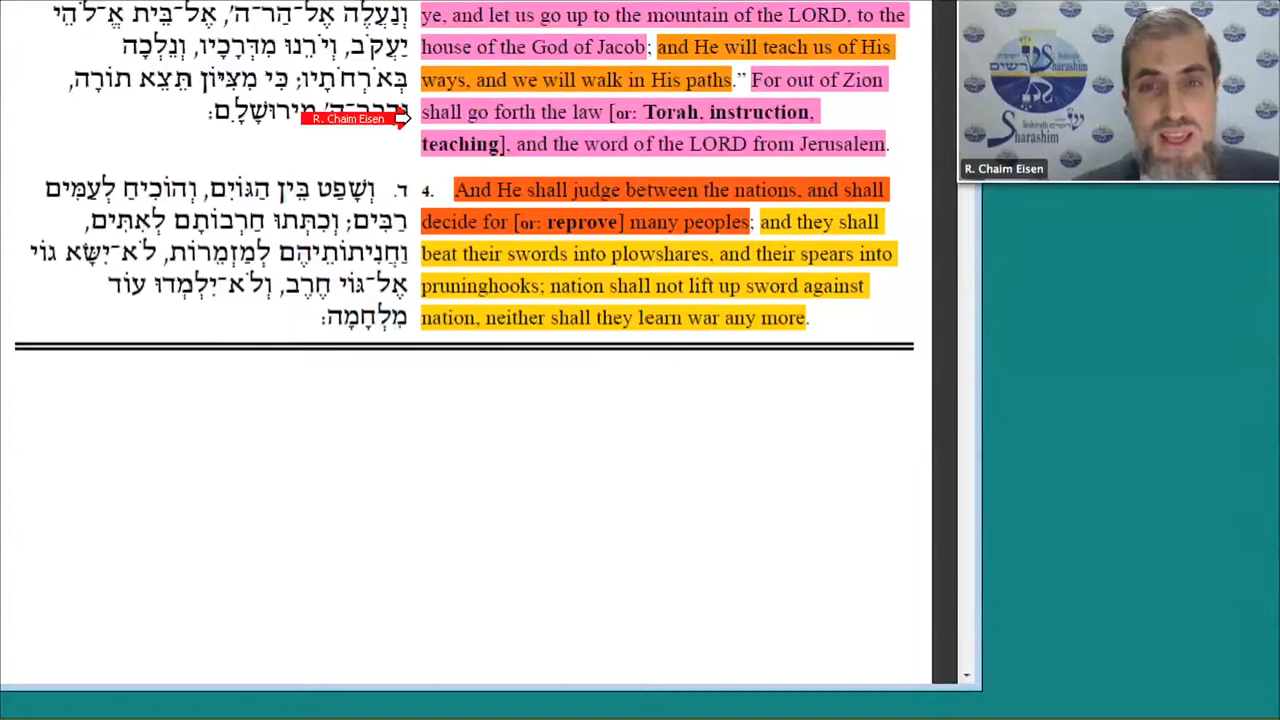 וְנַעֲלֶה אֶל־הַר־ה׳, אֶל־בֵּית אֱ־לֹהֵי
יַעֲקֹב, וְיֹרֵנוּ מִדְּרָכָיו, וְנֵלְכָה
בְּאֹרְחֹתָיו; כִּי מִצִּיּוֹן תֵּצֵא תוֹרָה,
וּדְבַר־ה׳ מִירוּשָׁלָיִם:
R. Chaim Eisen
ד. וְשָׁפַט בֵּין הַגּוֹיִם, וְהוֹכִיחַ לְעַמִּים
רַבִּים; וְכִתְּתוּ חַרְבוֹתָם לְאִתִּים,
וַחֲנִיתוֹתֵיהֶם לְמַזְמֵרוֹת, לֹא־יִשָּׂא גוֹי
אֶל־גּוֹי חֶרֶב, וְלֹא־יִלְמְדוּ עוֹד
מִלְחָמָה:
ye, and let us go up to the mountain of the LORD, to the
house of the God of Jacob; and He will teach us of His
ways, and we will walk in His paths.” For out of Zion
shall go forth the law [or: Torah, instruction,
teaching], and the word of the LORD from Jerusalem.
4. And He shall judge between the nations, and shall
decide for [or: reprove] many peoples; and they shall
beat their swords into plowshares, and their spears into
pruninghooks; nation shall not lift up sword against
nation, neither shall they learn war any more.
שרשים
Sharashim
R. Chaim Eisen